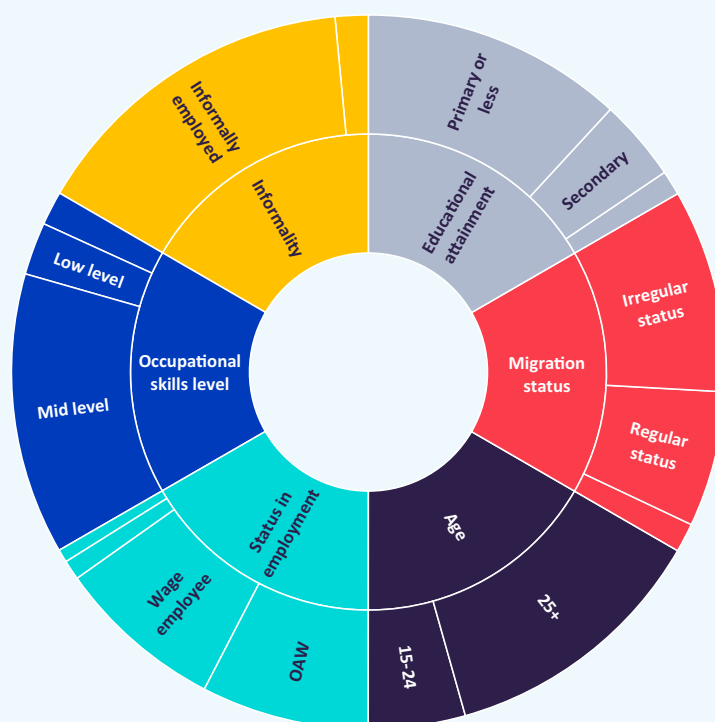 Primary or
less
Secondary
Educational
attainment
Irregular
status
Regular
status
Migration
status
25+
15-24
Age
OAW
Wage
employee
Status in
employment
Mid level
Low level
Occupational
skills level
Informally
employed
Informality